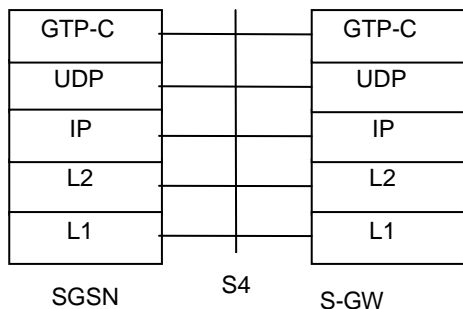 GTP-C GTP-C
UDP UDP
IP IP
L2 L2
L1 L1
SGSN S4 S-GW